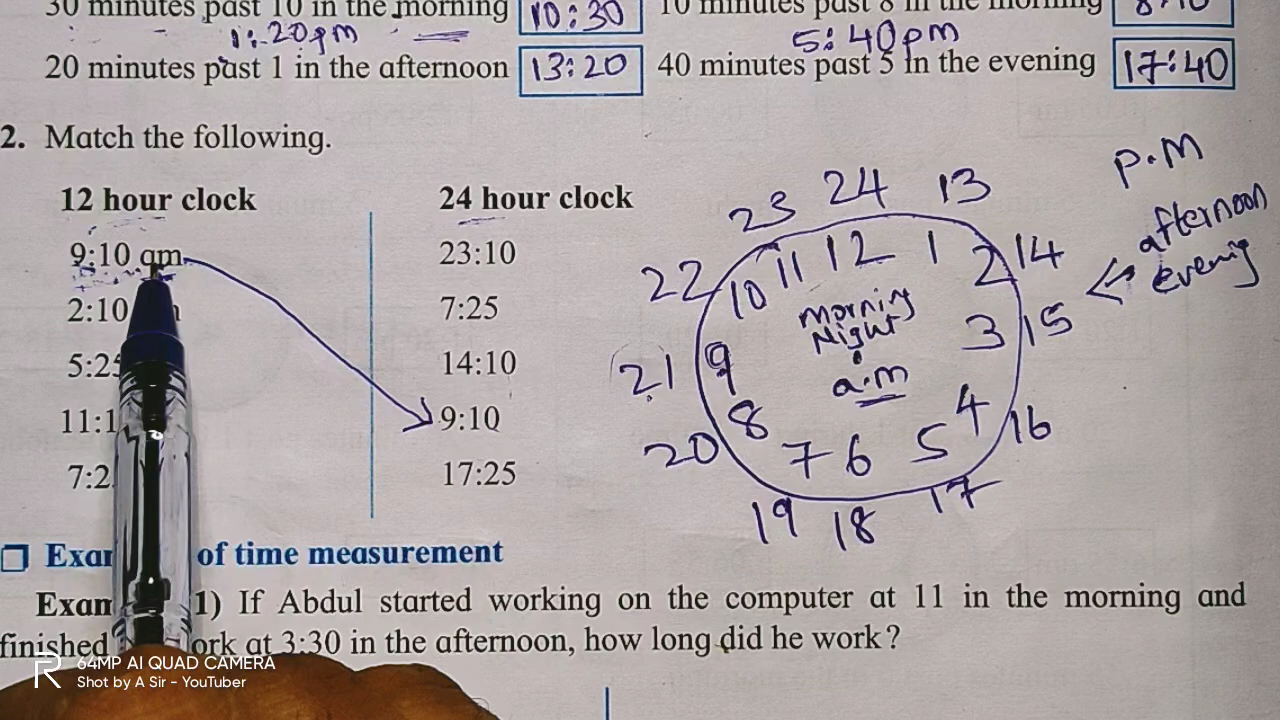 30 minutes past 10 in the morning 10:30 10 minutes past 8 in the morning 8:10
1:20pm 5:40pm
20 minutes past 1 in the afternoon 13:20 40 minutes past 5 in the evening 17:40
2. Match the following.
12 hour clock 24 hour clock
9:10 am 23:10
2:10 7:25
5:25 14:10
11:1 9:10
7:2 17:25
p.m
afternoon
evenig
23 24 13
22 11 12 1 14
10 2
morning
Night
21 9 3 15
a.m
20 8 4 16
7 6 5
19 18 17
of time measurement
1) If Abdul started working on the computer at 11 in the morning and
finished work at 3:30 in the afternoon, how long did he work?
64MP AI QUAD CAMERA
Shot by A Sir - YouTuber